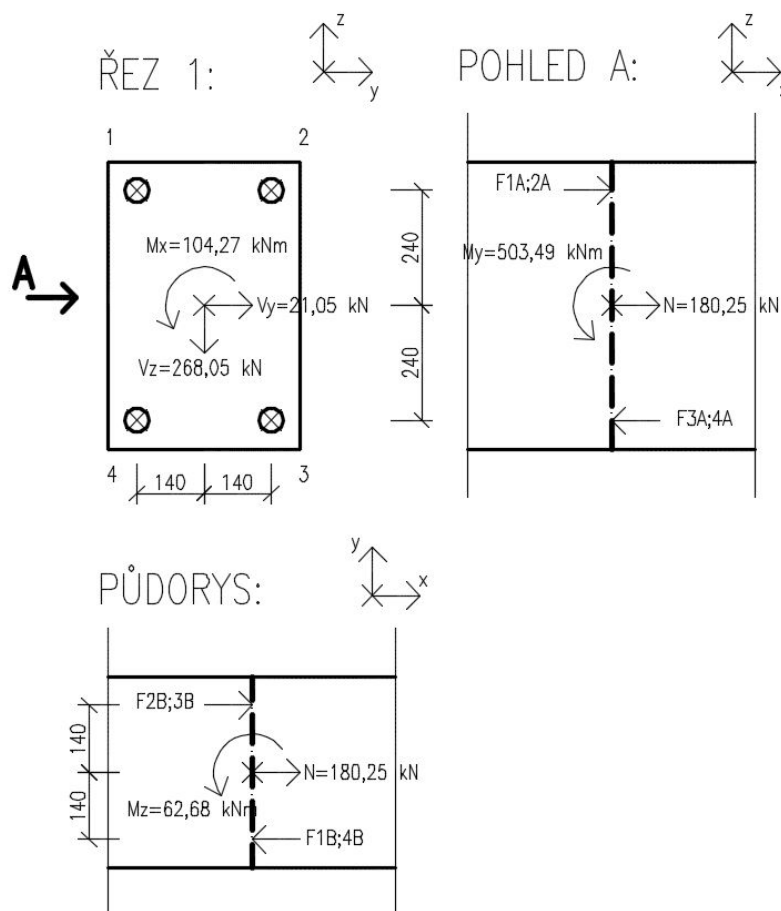 ŘEZ 1:
z
y
1
2
Mx=104,27 kNm
A
Vy=21,05 kN
Vz=268,05 kN
4
3
140
140
POHLED A:
z
F1A;2A
240
My=503,49 kNm
N=180,25 kN
240
F3A;4A
PŮDORYS:
y
x
F2B;3B
140
N=180,25 kN
140
Mz=62,68 kNm
F1B;4B